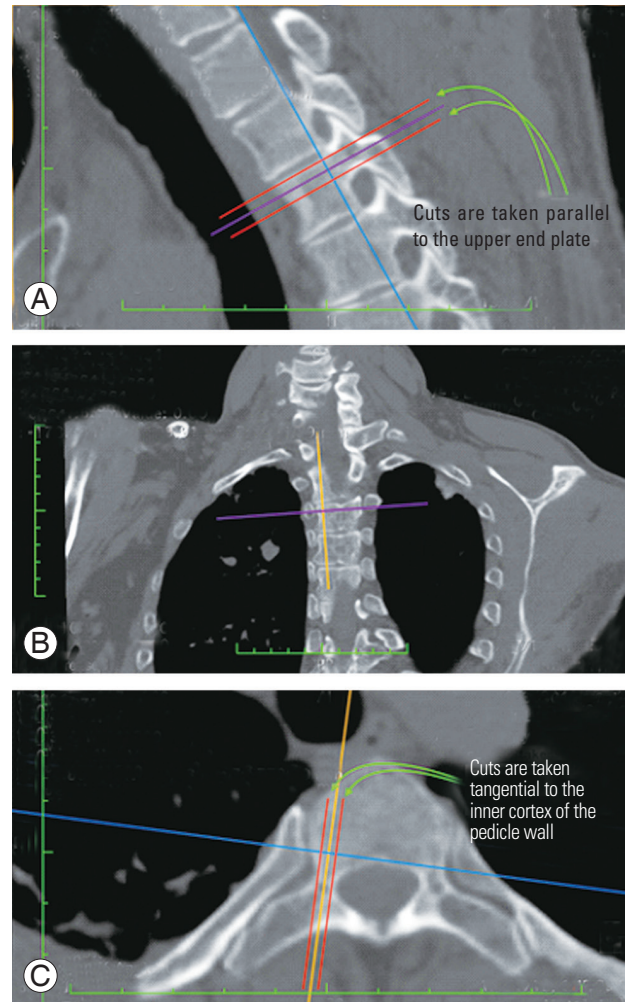 Cuts are taken parallel
to the upper end plate
A
B
Cuts are taken
tangential to the
inner cortex of the
pedicle wall
C